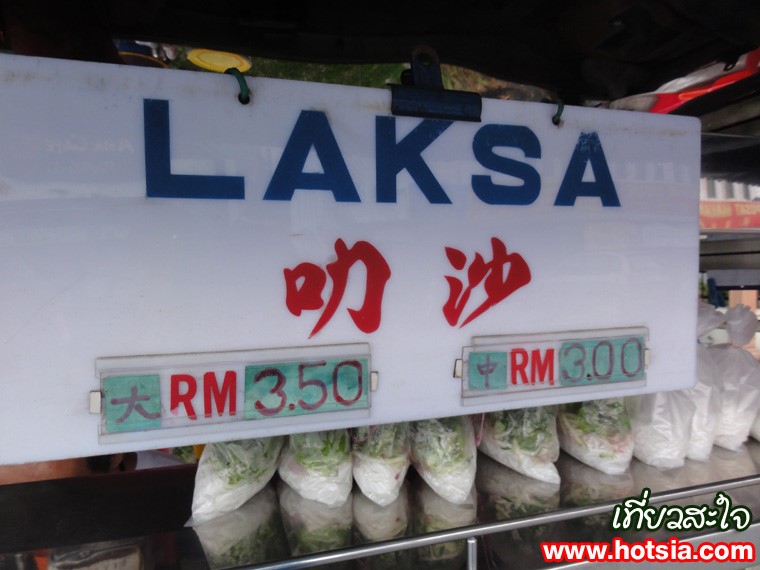 LAKSA
叻沙
大 RM 3.50
中 RM 3.00
เที่ยวสะใจ
www.hotsia.com